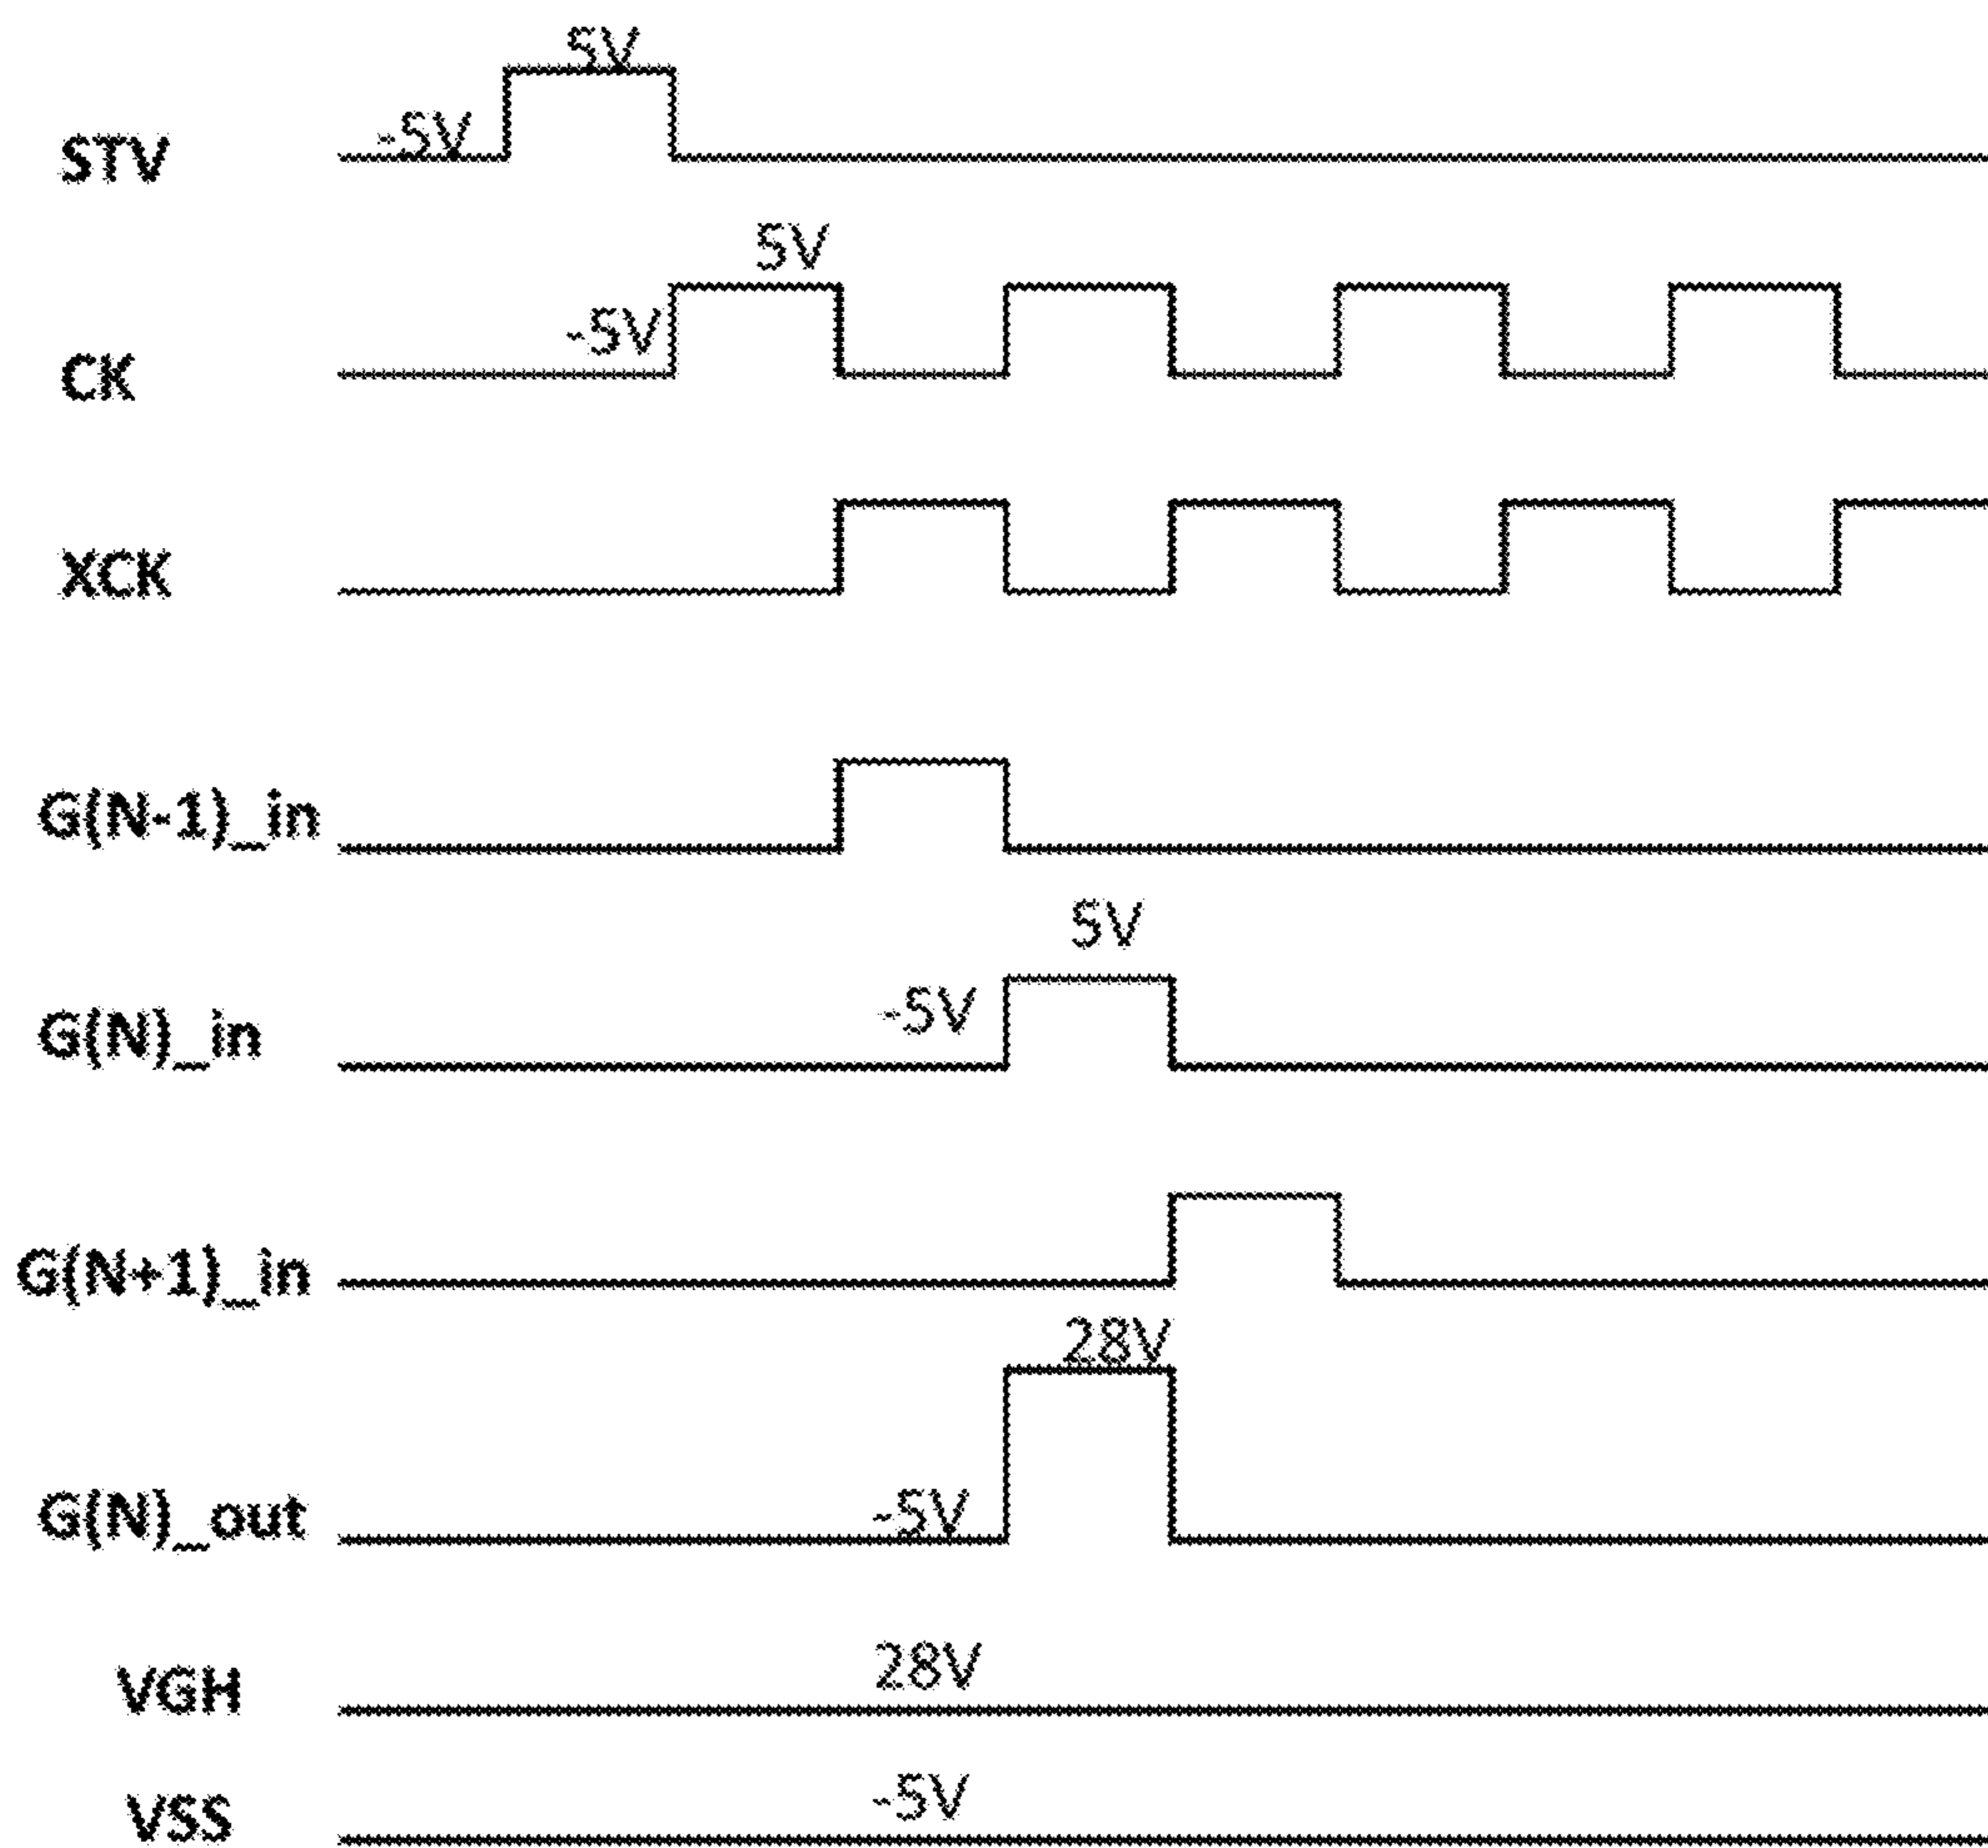 5V
-5V
STV
5V
-5V
CK
XCK
G(N-1)_in
5V
-5V
G(N)_in
G(N+1)_in
28V
-5V
G(N)_out
28V
VGH
-5V
VSS